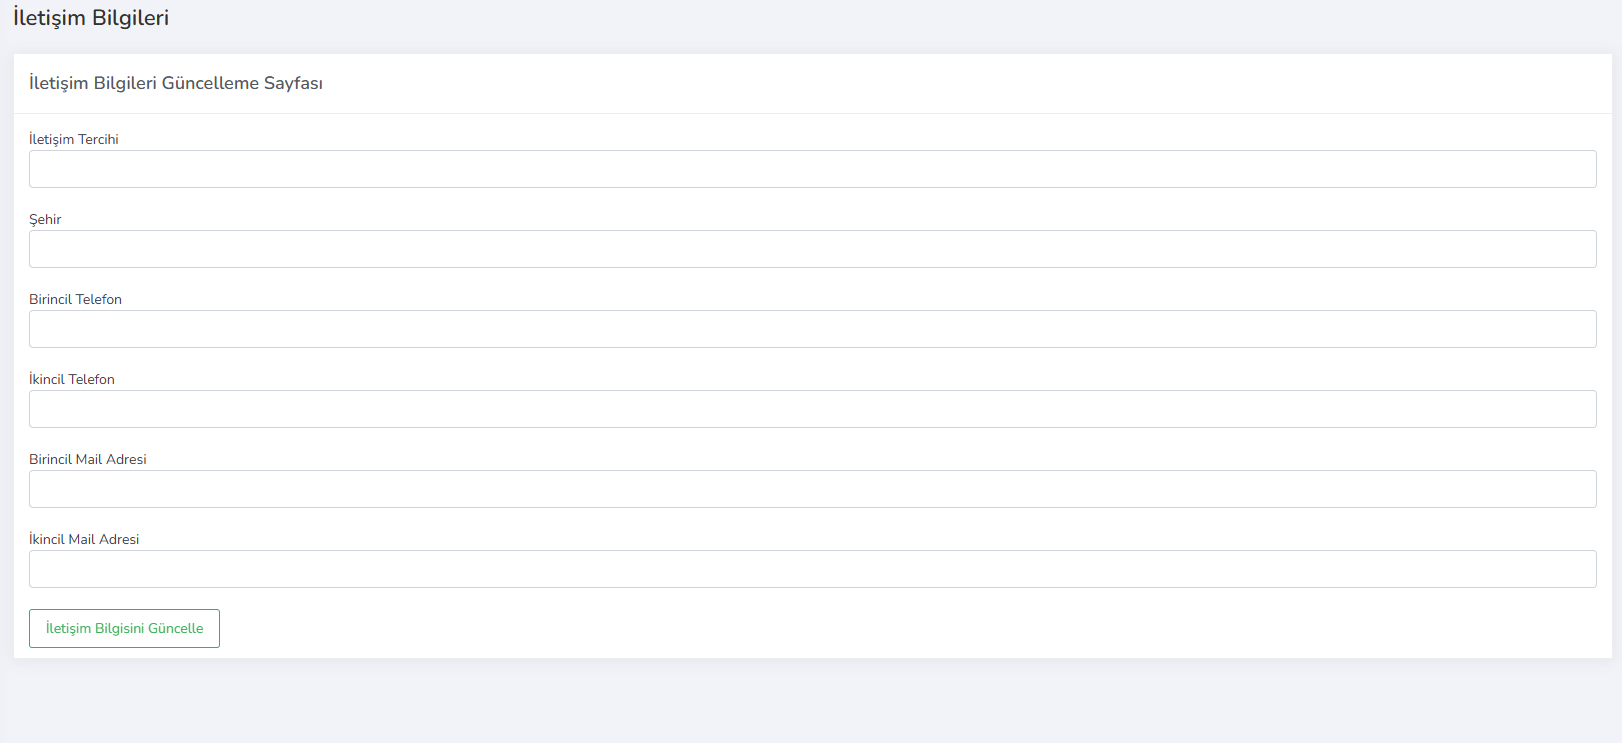 İletişim Bilgileri
İletişim Bilgileri Güncelleme Sayfası
İletişim Tercihi
Şehir
Birincil Telefon
İkincil Telefon
Birincil Mail Adresi
İkincil Mail Adresi
İletişim Bilgisini Güncelle